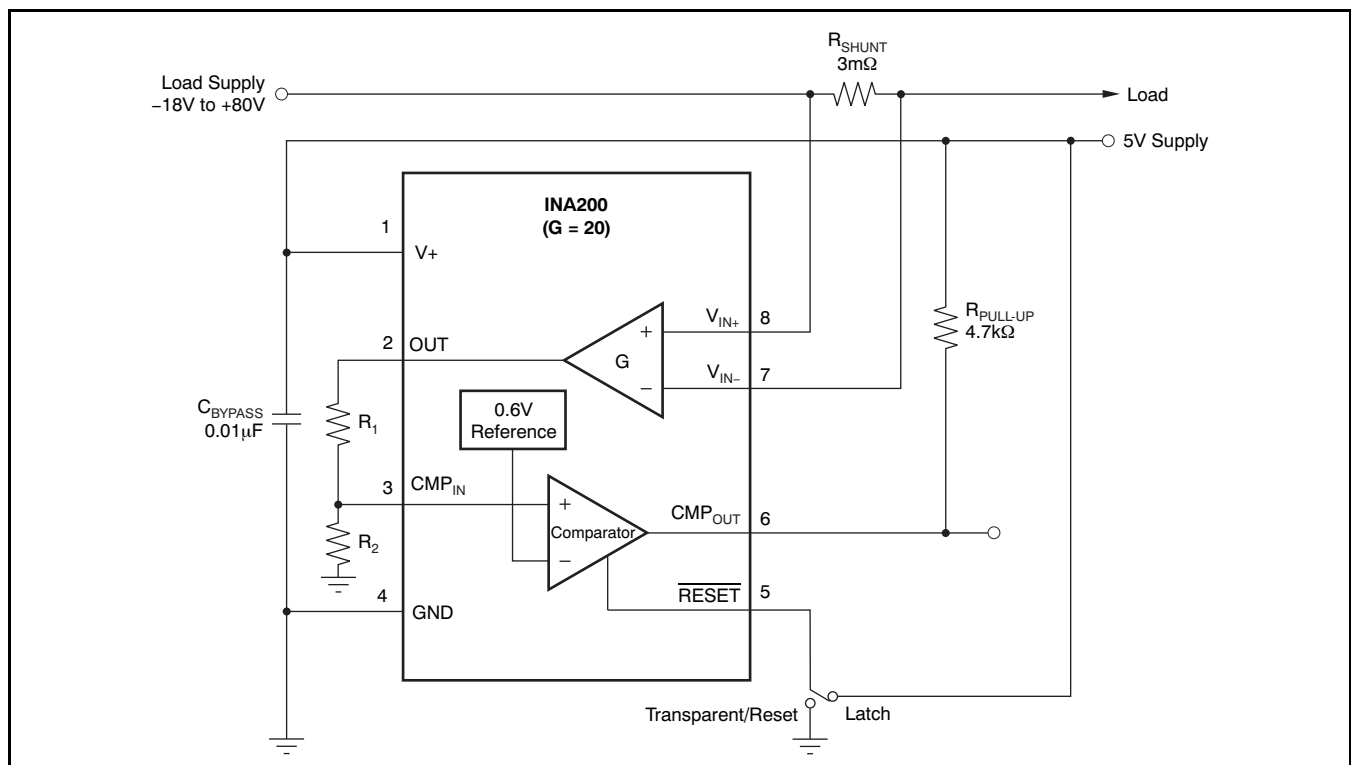 R_SHUNT
3mΩ
Load Supply
–18V to +80V
Load
5V Supply
INA200
(G = 20)
1
V+
V_IN+
8
R_PULL-UP
4.7kΩ
2
OUT
+
G
V_IN–
7
–
C_BYPASS
0.01μF
R_1
0.6V
Reference
3
CMP_IN
+
CMP_OUT
6
Comparator
R_2
–
RESET
5
4
GND
Transparent/Reset
Latch